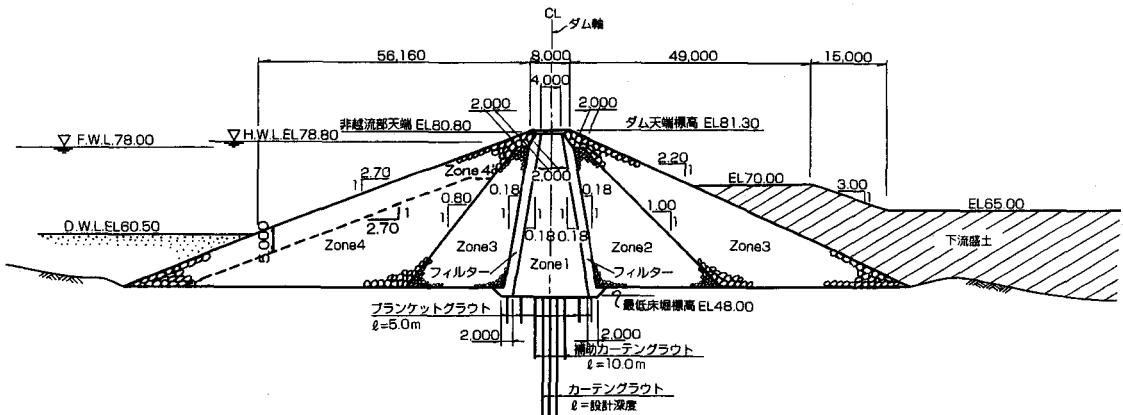 CL
ダム軸
56,160
8,000
49,000
15,000
4,000
2,000
2,000
非越流部天端 EL80.80
ダム天端標高 EL81.30
F.W.L.78.00
H.W.L.EL78.80
2.20
1
Zone4'
2.70
1
2,000
EL70.00
3.00
1
0.80
1
0.18
1
0.18
1
EL65.00
D.W.L.EL60.50
5,000
2.70
1
1.00
1
0.18
1
0.18
1
Zone4
Zone3
Zone2
Zone3
下流盛土
フィルター
Zone1
フィルター
ブランケットグラウト
ℓ=5.0m
最低床堀標高 EL48.00
2,000
2,000
補助カーテングラウト
ℓ=10.0m
カーテングラウト
ℓ=設計深度